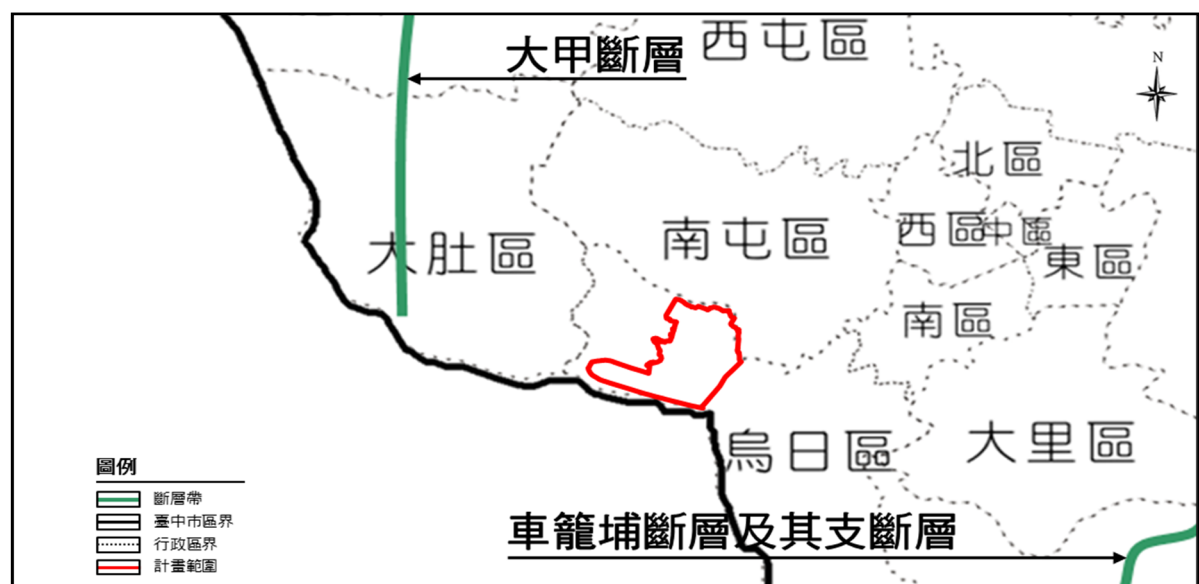 西屯區
大甲斷層
N
北區
西區
中區
南屯區
大肚區
東區
南區
烏日區
大里區
圖例
斷層帶
臺中市區界
行政區界
計畫範圍
車籠埔斷層及其支斷層